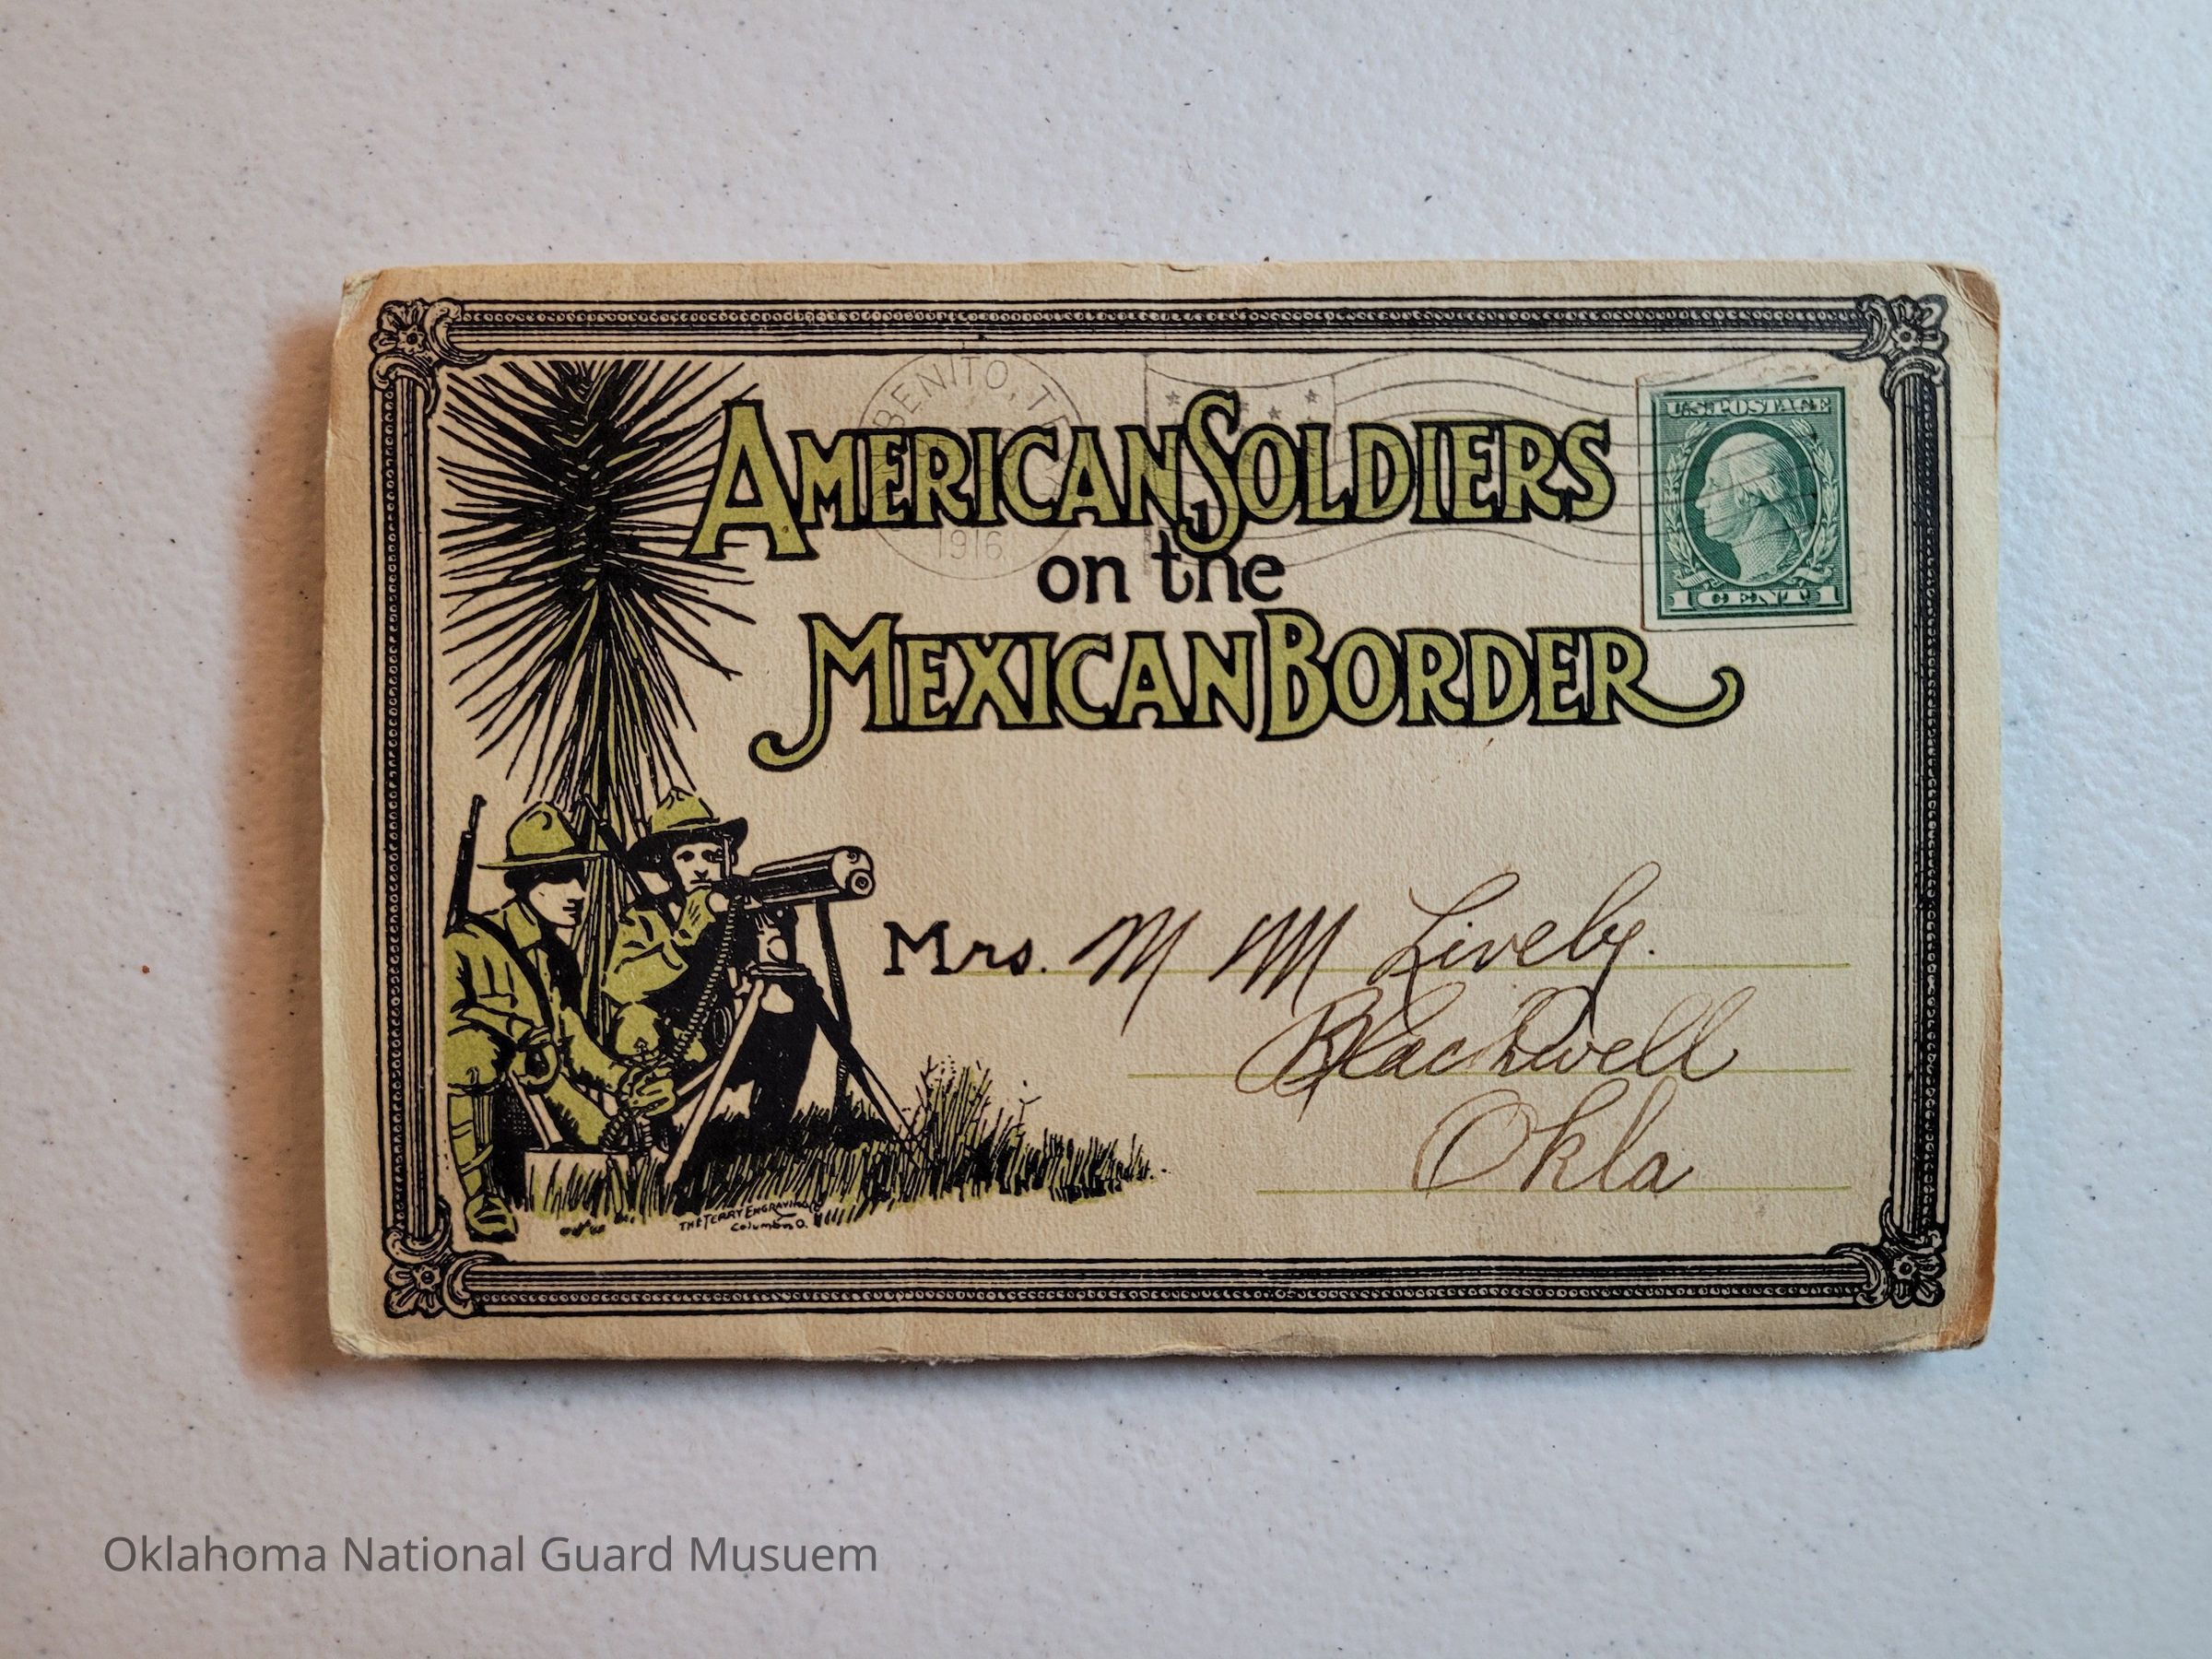 BENITO, TE
U.S. POSTAGE
AMERICAN SOLDIERS
1916
on the
1 CENT 1
MEXICAN BORDER
Mrs. M M Lively.
Blackwell
Okla
THE TERRY ENGRAVING Co
Columbus O.
Oklahoma National Guard Musuem